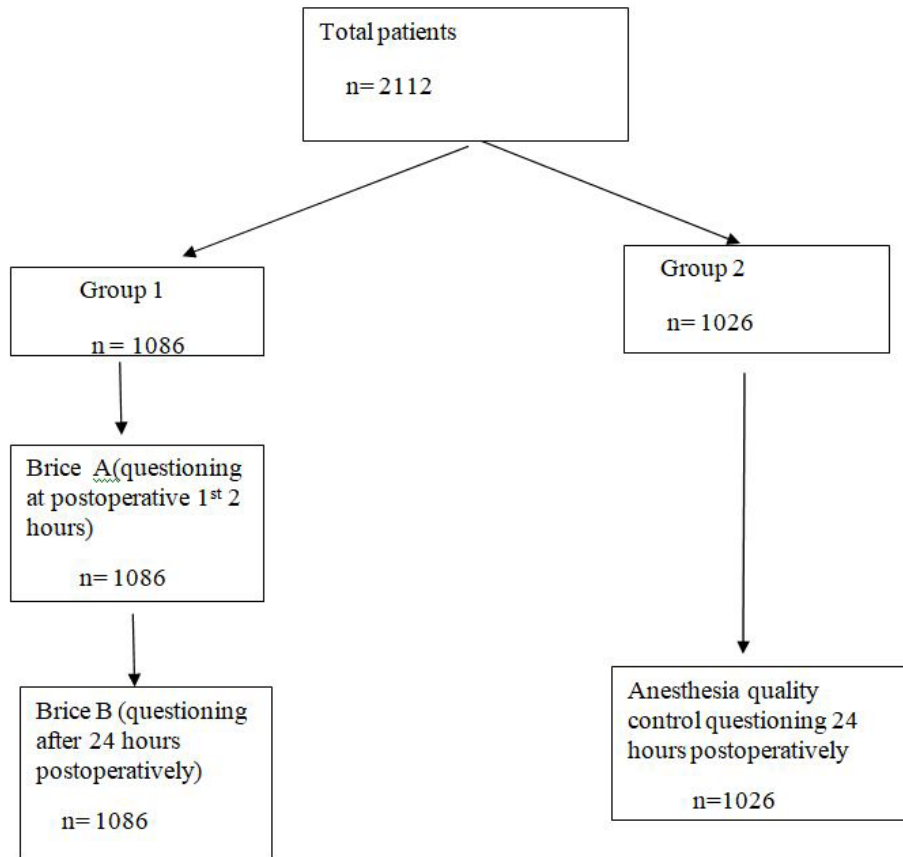 Total patients
n= 2112
Group 1
n = 1086
Group 2
n= 1026
Brice A(questioning
at postoperative 1st 2
hours)
n= 1086
Brice B (questioning
after 24 hours
postoperatively)
n= 1086
Anesthesia quality
control questioning 24
hours postoperatively
n=1026